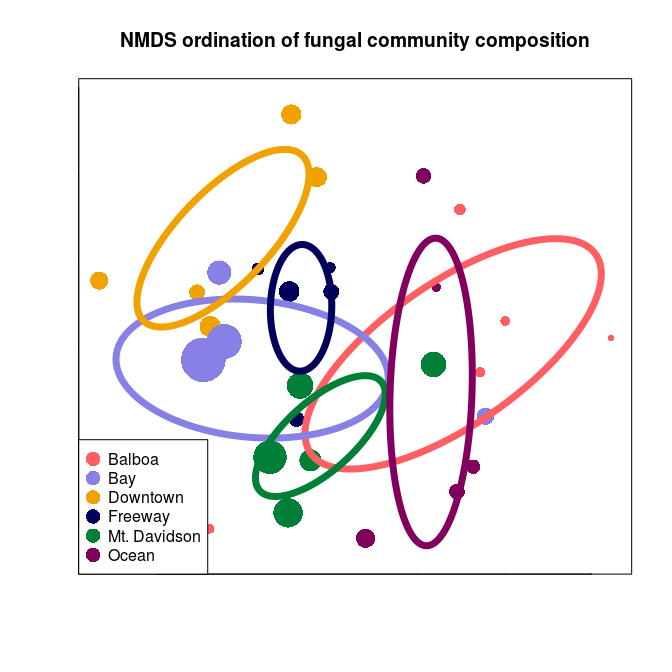 NMDS ordination of fungal community composition
Balboa
Bay
Downtown
Freeway
Mt. Davidson
Ocean